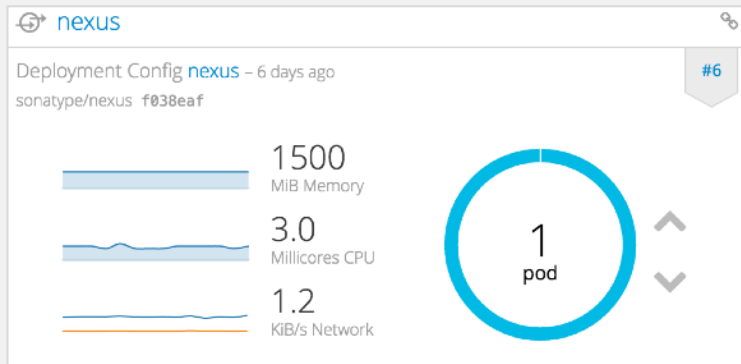 nexus
Deployment Config nexus – 6 days ago
#6
sonatype/nexus f038eaf
1500
MiB Memory
3.0
Millicores CPU
1.2
KiB/s Network
1
pod